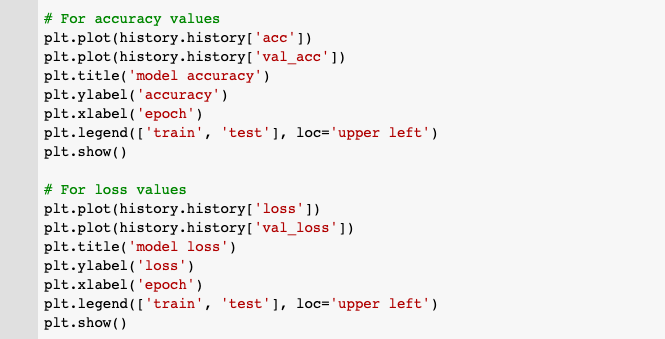 # For accuracy values
plt.plot(history.history['acc'])
plt.plot(history.history['val_acc'])
plt.title('model accuracy')
plt.ylabel('accuracy')
plt.xlabel('epoch')
plt.legend(['train', 'test'], loc='upper left')
plt.show()
# For loss values
plt.plot(history.history['loss'])
plt.plot(history.history['val_loss'])
plt.title('model loss')
plt.ylabel('loss')
plt.xlabel('epoch')
plt.legend(['train', 'test'], loc='upper left')
plt.show()